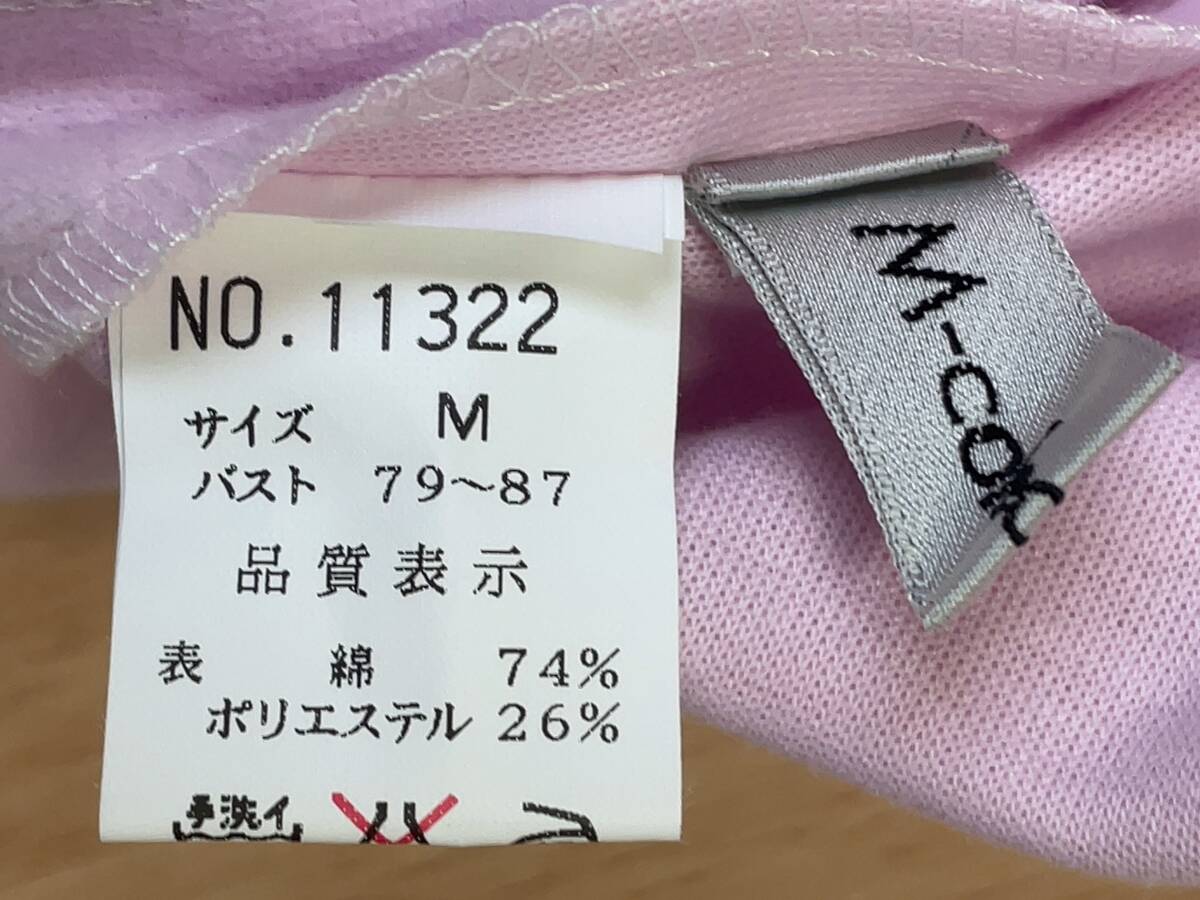 NO.11322
サイズ M
バスト 79~87
品質表示
表 綿 74%
ポリエステル 26%
手洗イ